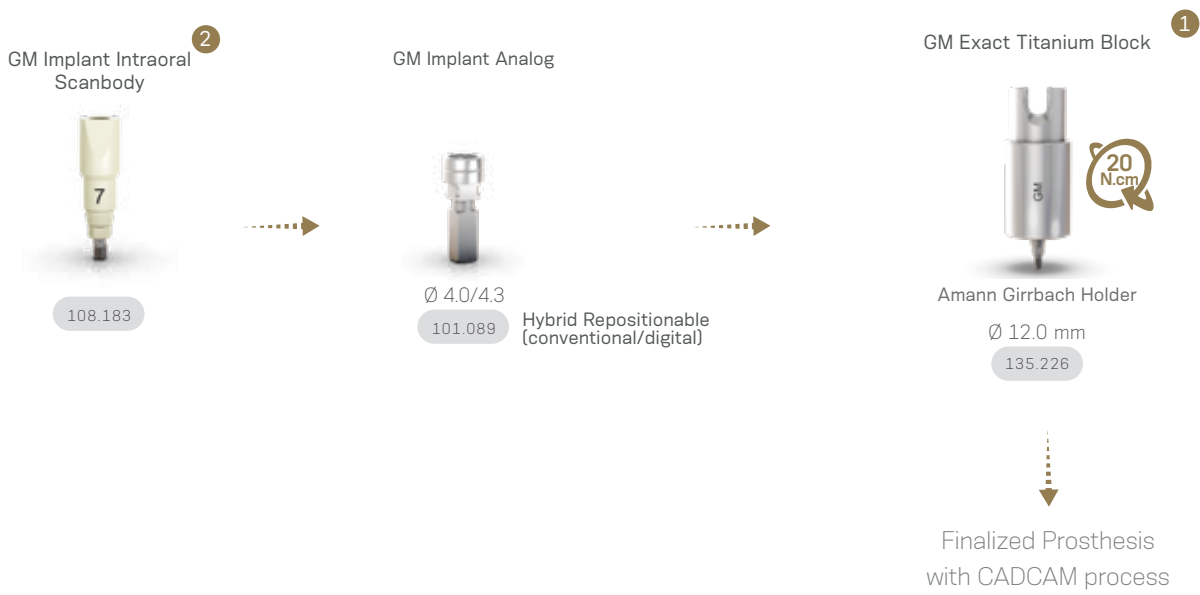 2
GM Implant Intraoral
Scanbody
7
108.183
GM Implant Analog
Ø 4.0/4.3
101.089
Hybrid Repositionable
(conventional/digital)
1
GM Exact Titanium Block
GM
20
N.cm
Amann Girrbach Holder
Ø 12.0 mm
135.226
Finalized Prosthesis
with CADCAM process